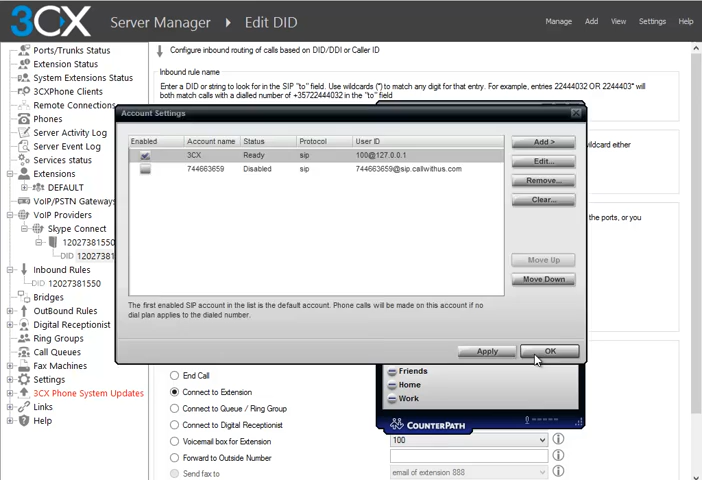 3CX Server Manager Edit DID Manage Add View Settings Help
Ports/Trunks Status
Extension Status
System Extensions Status
3CXPhone Clients
Remote Connections
Phones
Server Activity Log
Server Event Log
Services status
Extensions
DEFAULT
VoIP/PSTN Gateways
VoIP Providers
Skype Connect
12027381550
DID 12027381
Inbound Rules
DID 12027381550
Bridges
OutBound Rules
Digital Receptionist
Ring Groups
Call Queues
Fax Machines
Settings
3CX Phone System Updates
Links
Help
Configure inbound routing of calls based on DID/DDI or Caller ID
Inbound rule name
Enter a DID or string to look for in the SIP "to" field. Use wildcards (*) to match any digit for that entry. For example, entries 22444032 OR 2244403* will
both match calls with a dialled number of +35722444032 in the "to" field
wildcard either
the ports, or you
Account Settings
Enabled Account name Status Protocol User ID
3CX Ready sip 100@127.0.0.1
744663659 Disabled sip 744663659@sip.callwithus.com
Add >
Edit...
Remove...
Clear...
Move Up
Move Down
The first enabled SIP account in the list is the default account. Phone calls will be made on this account if no
dial plan applies to the dialed number.
Apply OK
End Call
Connect to Extension
Connect to Queue / Ring Group
Connect to Digital Receptionist
Voicemail box for Extension
Forward to Outside Number
Send fax to
Friends
Home
Work
COUNTERPATH
100
email of extension 888